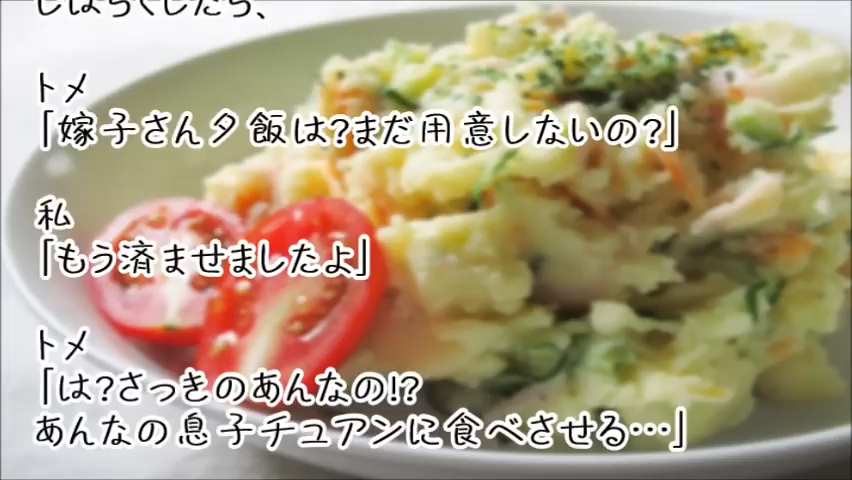 しばらくしたら、
トメ
「嫁子さん夕飯は?まだ用意しないの?」
私
「もう済ませましたよ」
トメ
「は?さっきのあんなの!?
あんなの息子チュアンに食べさせる…」